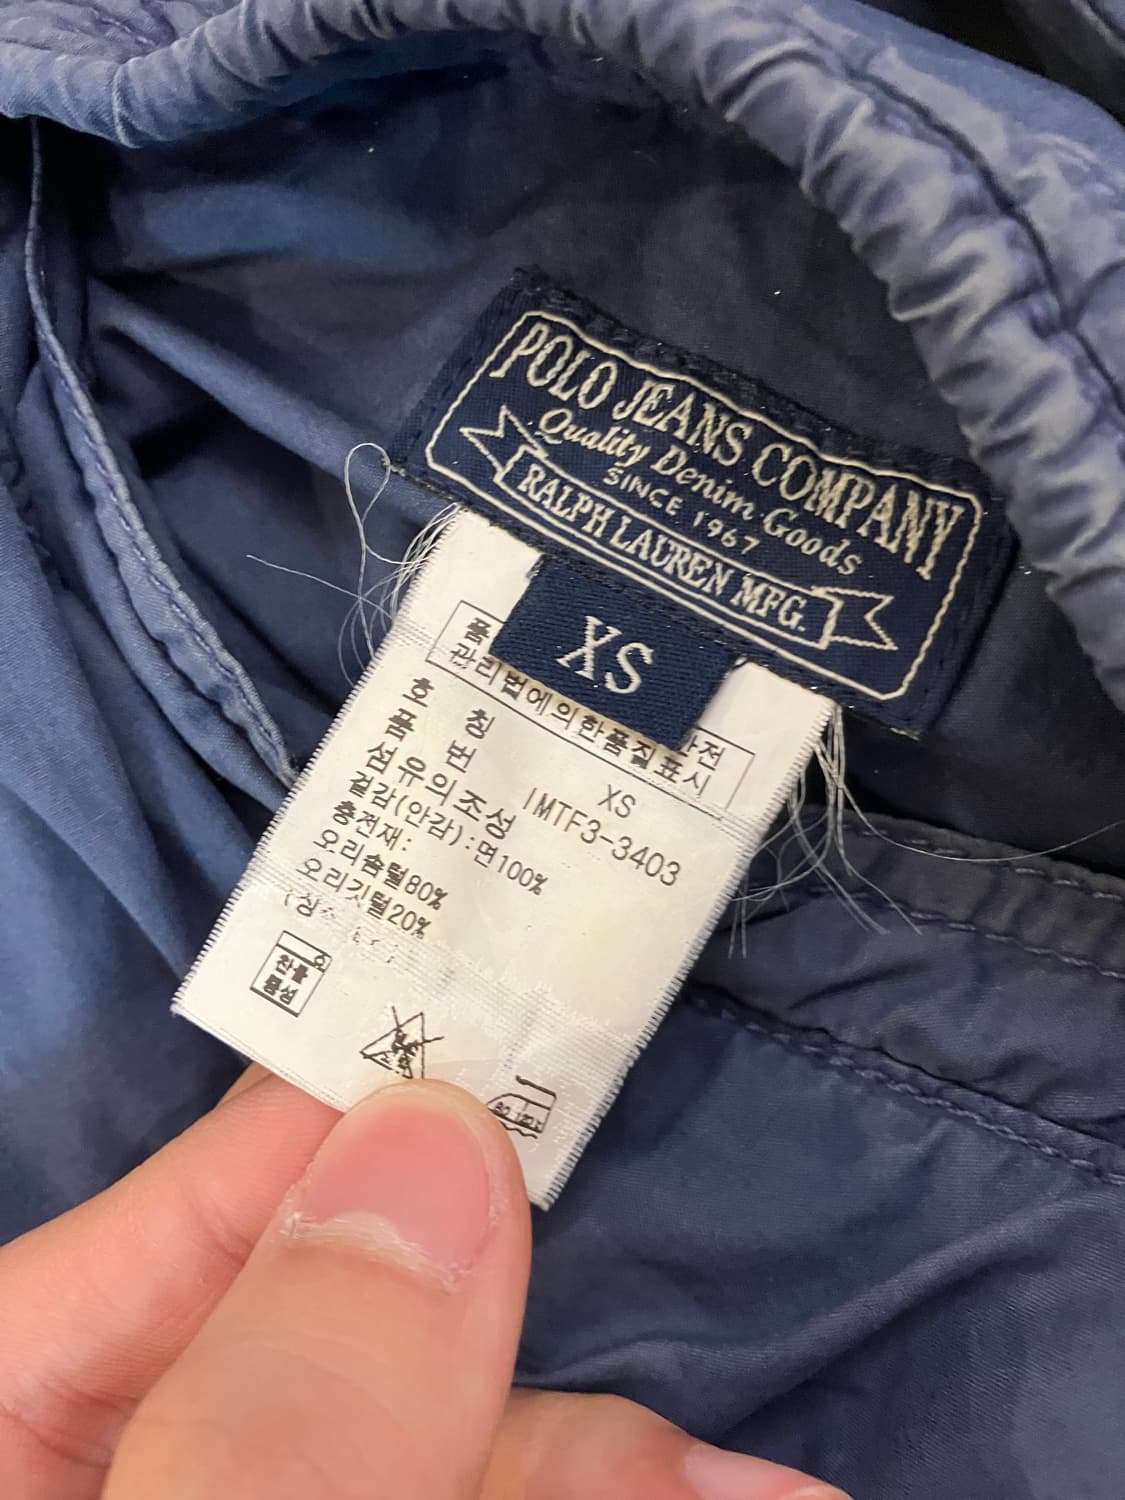 POLO JEANS COMPANY
Quality Denim Goods
SINCE 1967
RALPH LAUREN MFG.
XS
품 안전
관리법에의한품질표시
호 칭 XS
품 번 IMTF3-3403
섬유의조성
겉감(안감):면100%
충전재:
오리솜털80%
오리깃털20%